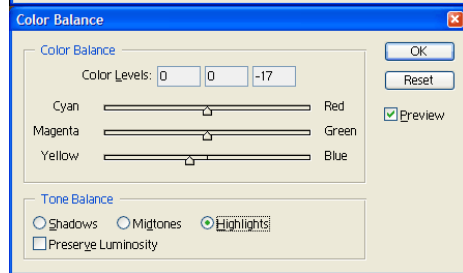 Color Balance
Color Balance
Color Levels: 0 0 -17
Cyan Red
Magenta Green
Yellow Blue
Tone Balance
Shadows Midtones Highlights
Preserve Luminosity
OK
Reset
Preview